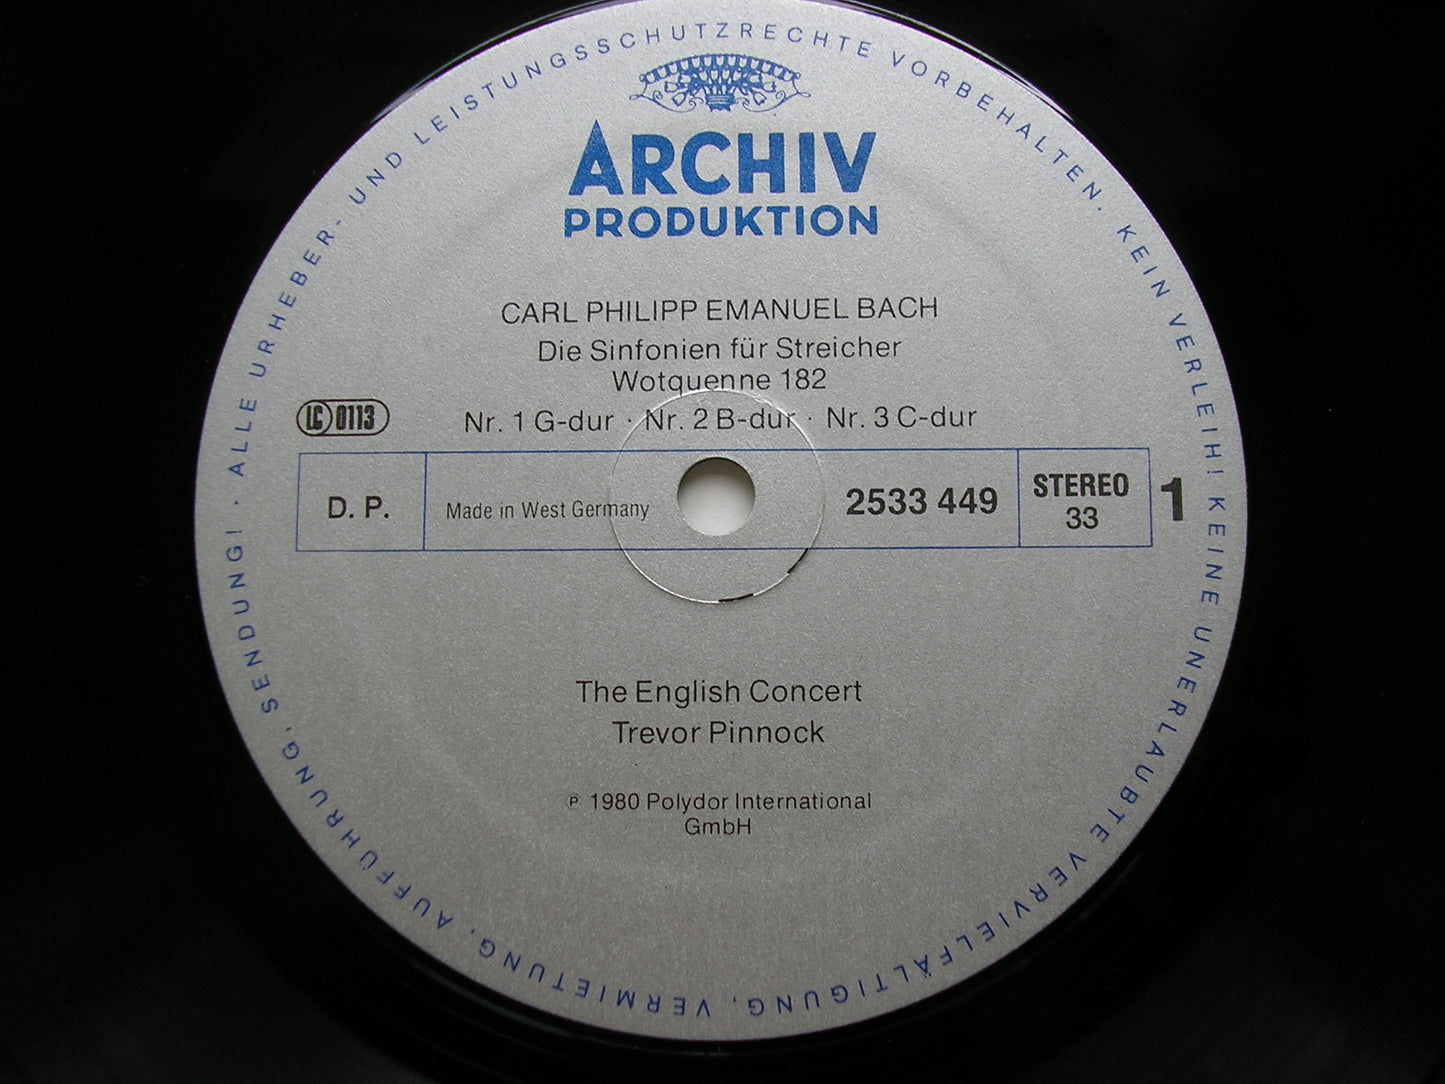 ALLE URHEBER- UND LEISTUNGSSCHUTZRECHTE VORBEHALTEN. KEIN VERLEIH! KEINE UNERLAUBTE VERVIELFÄLTIGUNG, VERMIETUNG, AUFFÜHRUNG, SENDUNG! ·
ARCHIV
PRODUKTION
CARL PHILIPP EMANUEL BACH
Die Sinfonien für Streicher
Wotquenne 182
LC 0113
Nr. 1 G-dur · Nr. 2 B-dur · Nr. 3 C-dur
D. P.
Made in West Germany
2533 449
STEREO
33
1
The English Concert
Trevor Pinnock
℗ 1980 Polydor International
GmbH